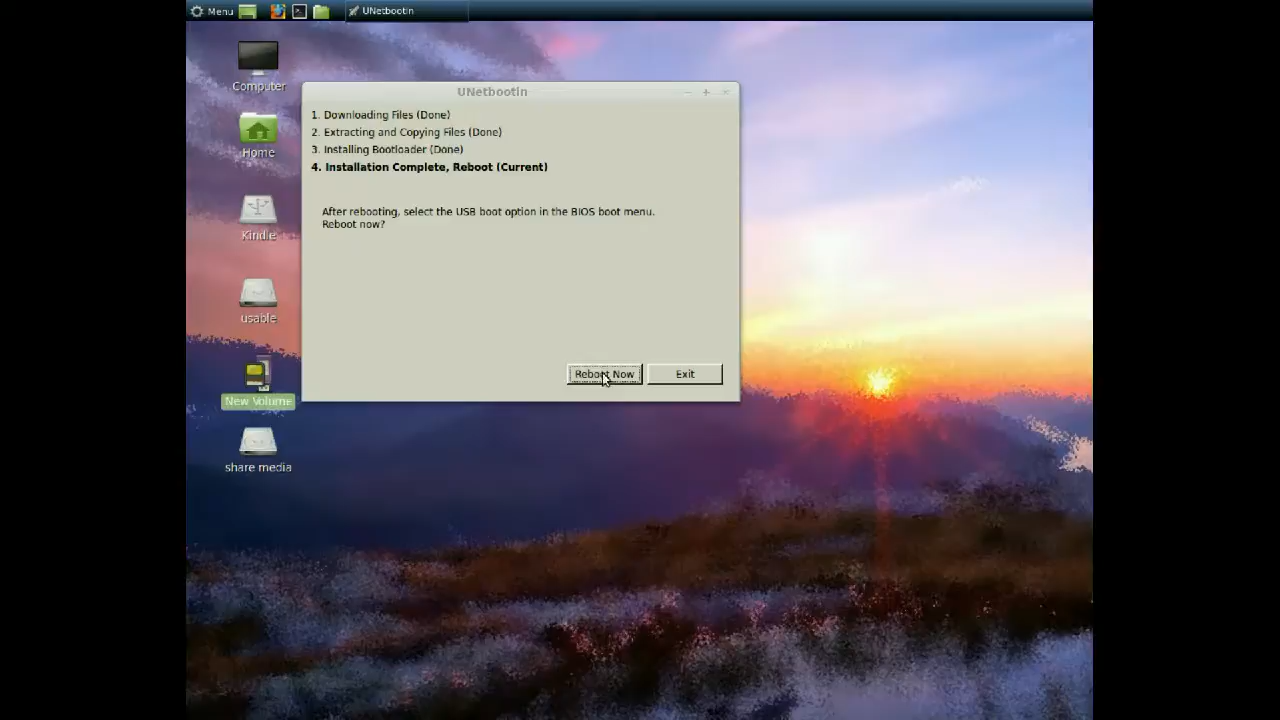 Menu
UNetbootin
Computer
Home
Kindle
usable
New Volume
share media
UNetbootin
1. Downloading Files (Done)
2. Extracting and Copying Files (Done)
3. Installing Bootloader (Done)
4. Installation Complete, Reboot (Current)
After rebooting, select the USB boot option in the BIOS boot menu.
Reboot now?
Reboot Now
Exit